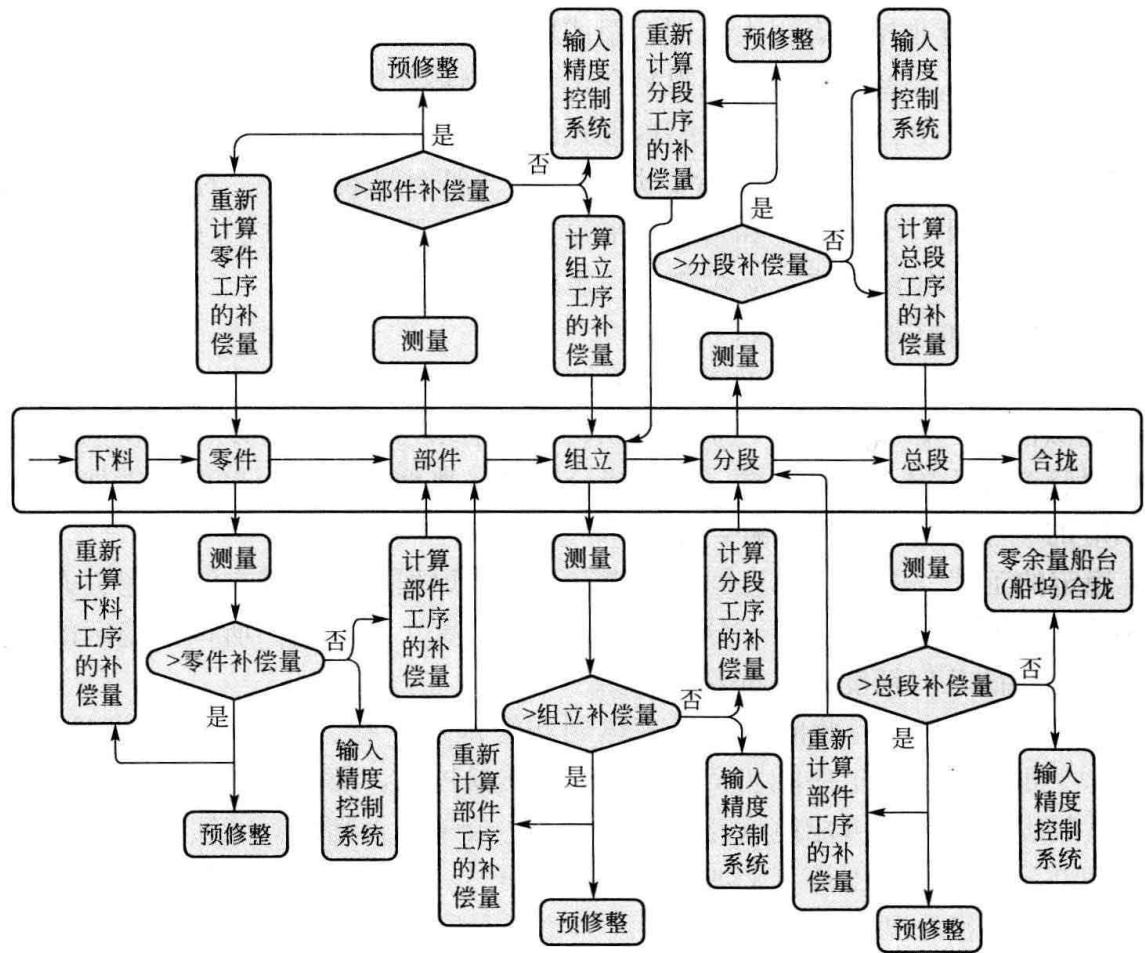 预修整
输入
精度
控制
系统
重新
计算
分段
工序
的补
偿量
预修整
输入
精度
控制
系统
是
否
>部件补偿量
重新
计算
零件
工序
的补
偿量
计算
组立
工序
的补
偿量
是
否
>分段补偿量
计算
总段
工序
的补
偿量
测量
测量
下料
零件
部件
组立
分段
总段
合拢
重新
计算
下料
工序
的补
偿量
测量
计算
部件
工序
的补
偿量
测量
计算
分段
工序
的补
偿量
测量
零余量船台
(船坞)合拢
>零件补偿量
否
是
>组立补偿量
否
是
>总段补偿量
否
是
输入
精度
控制
系统
预修整
重新
计算
部件
工序
的补
偿量
输入
精度
控制
系统
预修整
重新
计算
部件
工序
的补
偿量
输入
精度
控制
系统
预修整